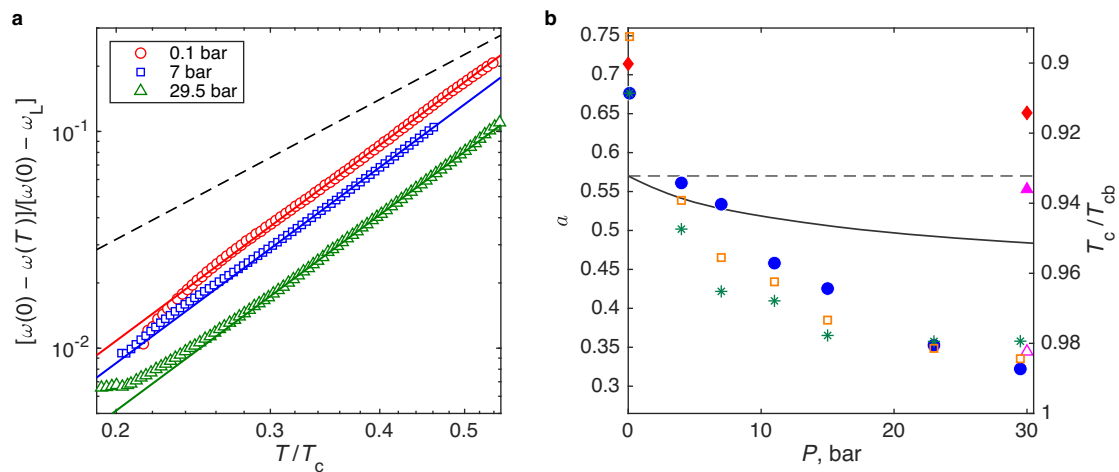 a
0.1 bar
7 bar
29.5 bar
[ω(0) − ω(T)]/[ω(0) − ω_L]
10^-1
10^-2
0.2 0.3 0.4 0.5
T/T_c
b
0.75
0.7
0.65
0.6
0.55
0.5
0.45
0.4
0.35
0.3
a
0 10 20 30
P, bar
0.9
0.92
0.94
0.96
0.98
1
T_c/T_cb